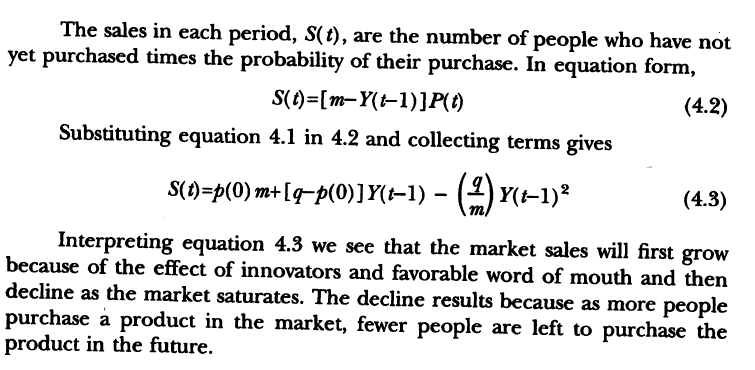 The sales in each period, S(t), are the number of people who have not
yet purchased times the probability of their purchase. In equation form,
S(t)=[m–Y(t–1)]P(t) (4.2)
Substituting equation 4.1 in 4.2 and collecting terms gives
S(t)=p(0)m+[q–p(0)]Y(t–1) – (q/m) Y(t–1)² (4.3)
Interpreting equation 4.3 we see that the market sales will first grow
because of the effect of innovators and favorable word of mouth and then
decline as the market saturates. The decline results because as more people
purchase a product in the market, fewer people are left to purchase the
product in the future.